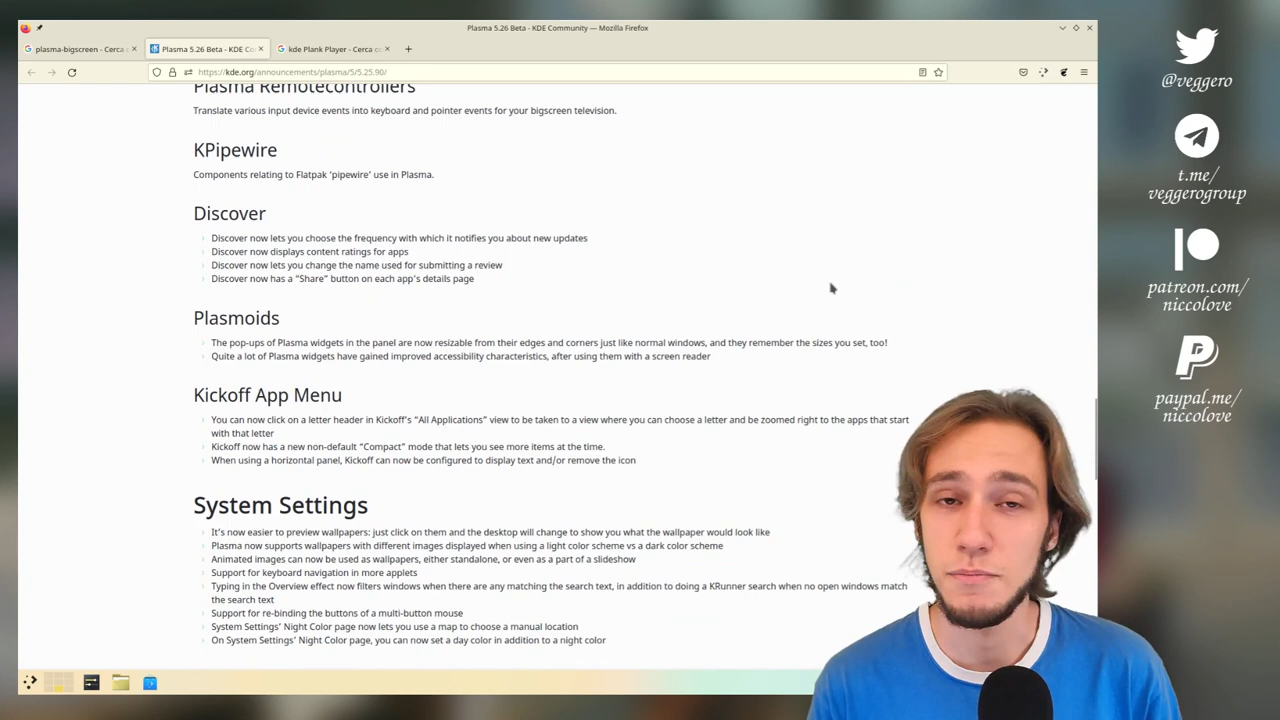 Plasma 5.26 Beta - KDE Community — Mozilla Firefox
plasma-bigscreen - Cerca
Plasma 5.26 Beta - KDE Co
kde Plank Player - Cerca co
https://kde.org/announcements/plasma/5/5.25.90/
Plasma Remotecontrollers
Translate various input device events into keyboard and pointer events for your bigscreen television.
KPipewire
Components relating to Flatpak ‘pipewire’ use in Plasma.
Discover
Discover now lets you choose the frequency with which it notifies you about new updates
Discover now displays content ratings for apps
Discover now lets you change the name used for submitting a review
Discover now has a “Share” button on each app’s details page
Plasmoids
The pop-ups of Plasma widgets in the panel are now resizable from their edges and corners just like normal windows, and they remember the sizes you set, too!
Quite a lot of Plasma widgets have gained improved accessibility characteristics, after using them with a screen reader
Kickoff App Menu
You can now click on a letter header in Kickoff’s “All Applications” view to be taken to a view where you can choose a letter and be zoomed right to the apps that start
with that letter
Kickoff now has a new non-default “Compact” mode that lets you see more items at the time.
When using a horizontal panel, Kickoff can now be configured to display text and/or remove the icon
System Settings
It’s now easier to preview wallpapers: just click on them and the desktop will change to show you what the wallpaper would look like
Plasma now supports wallpapers with different images displayed when using a light color scheme vs a dark color scheme
Animated images can now be used as wallpapers, either standalone, or even as a part of a slideshow
Support for keyboard navigation in more applets
Typing in the Overview effect now filters windows when there are any matching the search text, in addition to doing a KRunner search when no open windows match
the search text
Support for re-binding the buttons of a multi-button mouse
System Settings’ Night Color page now lets you use a map to choose a manual location
On System Settings’ Night Color page, you can now set a day color in addition to a night color
@veggero
t.me/
veggerogroup
patreon.com/
niccolove
paypal.me/
niccolove